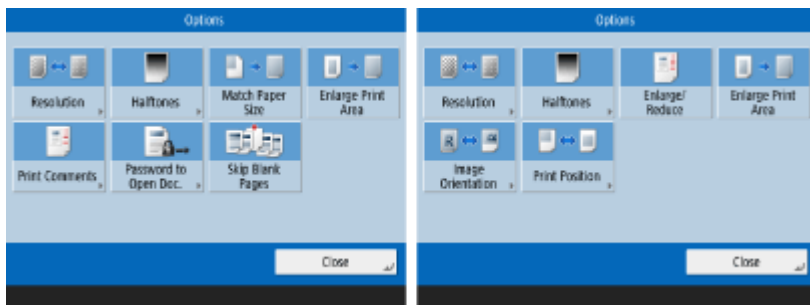 Options
Resolution
Halftones
Match Paper
Size
Enlarge Print
Area
Print Comments
Password to
Open Doc.
Skip Blank
Pages
Close
Options
Resolution
Halftones
Enlarge/
Reduce
Enlarge Print
Area
Image
Orientation
Print Position
Close